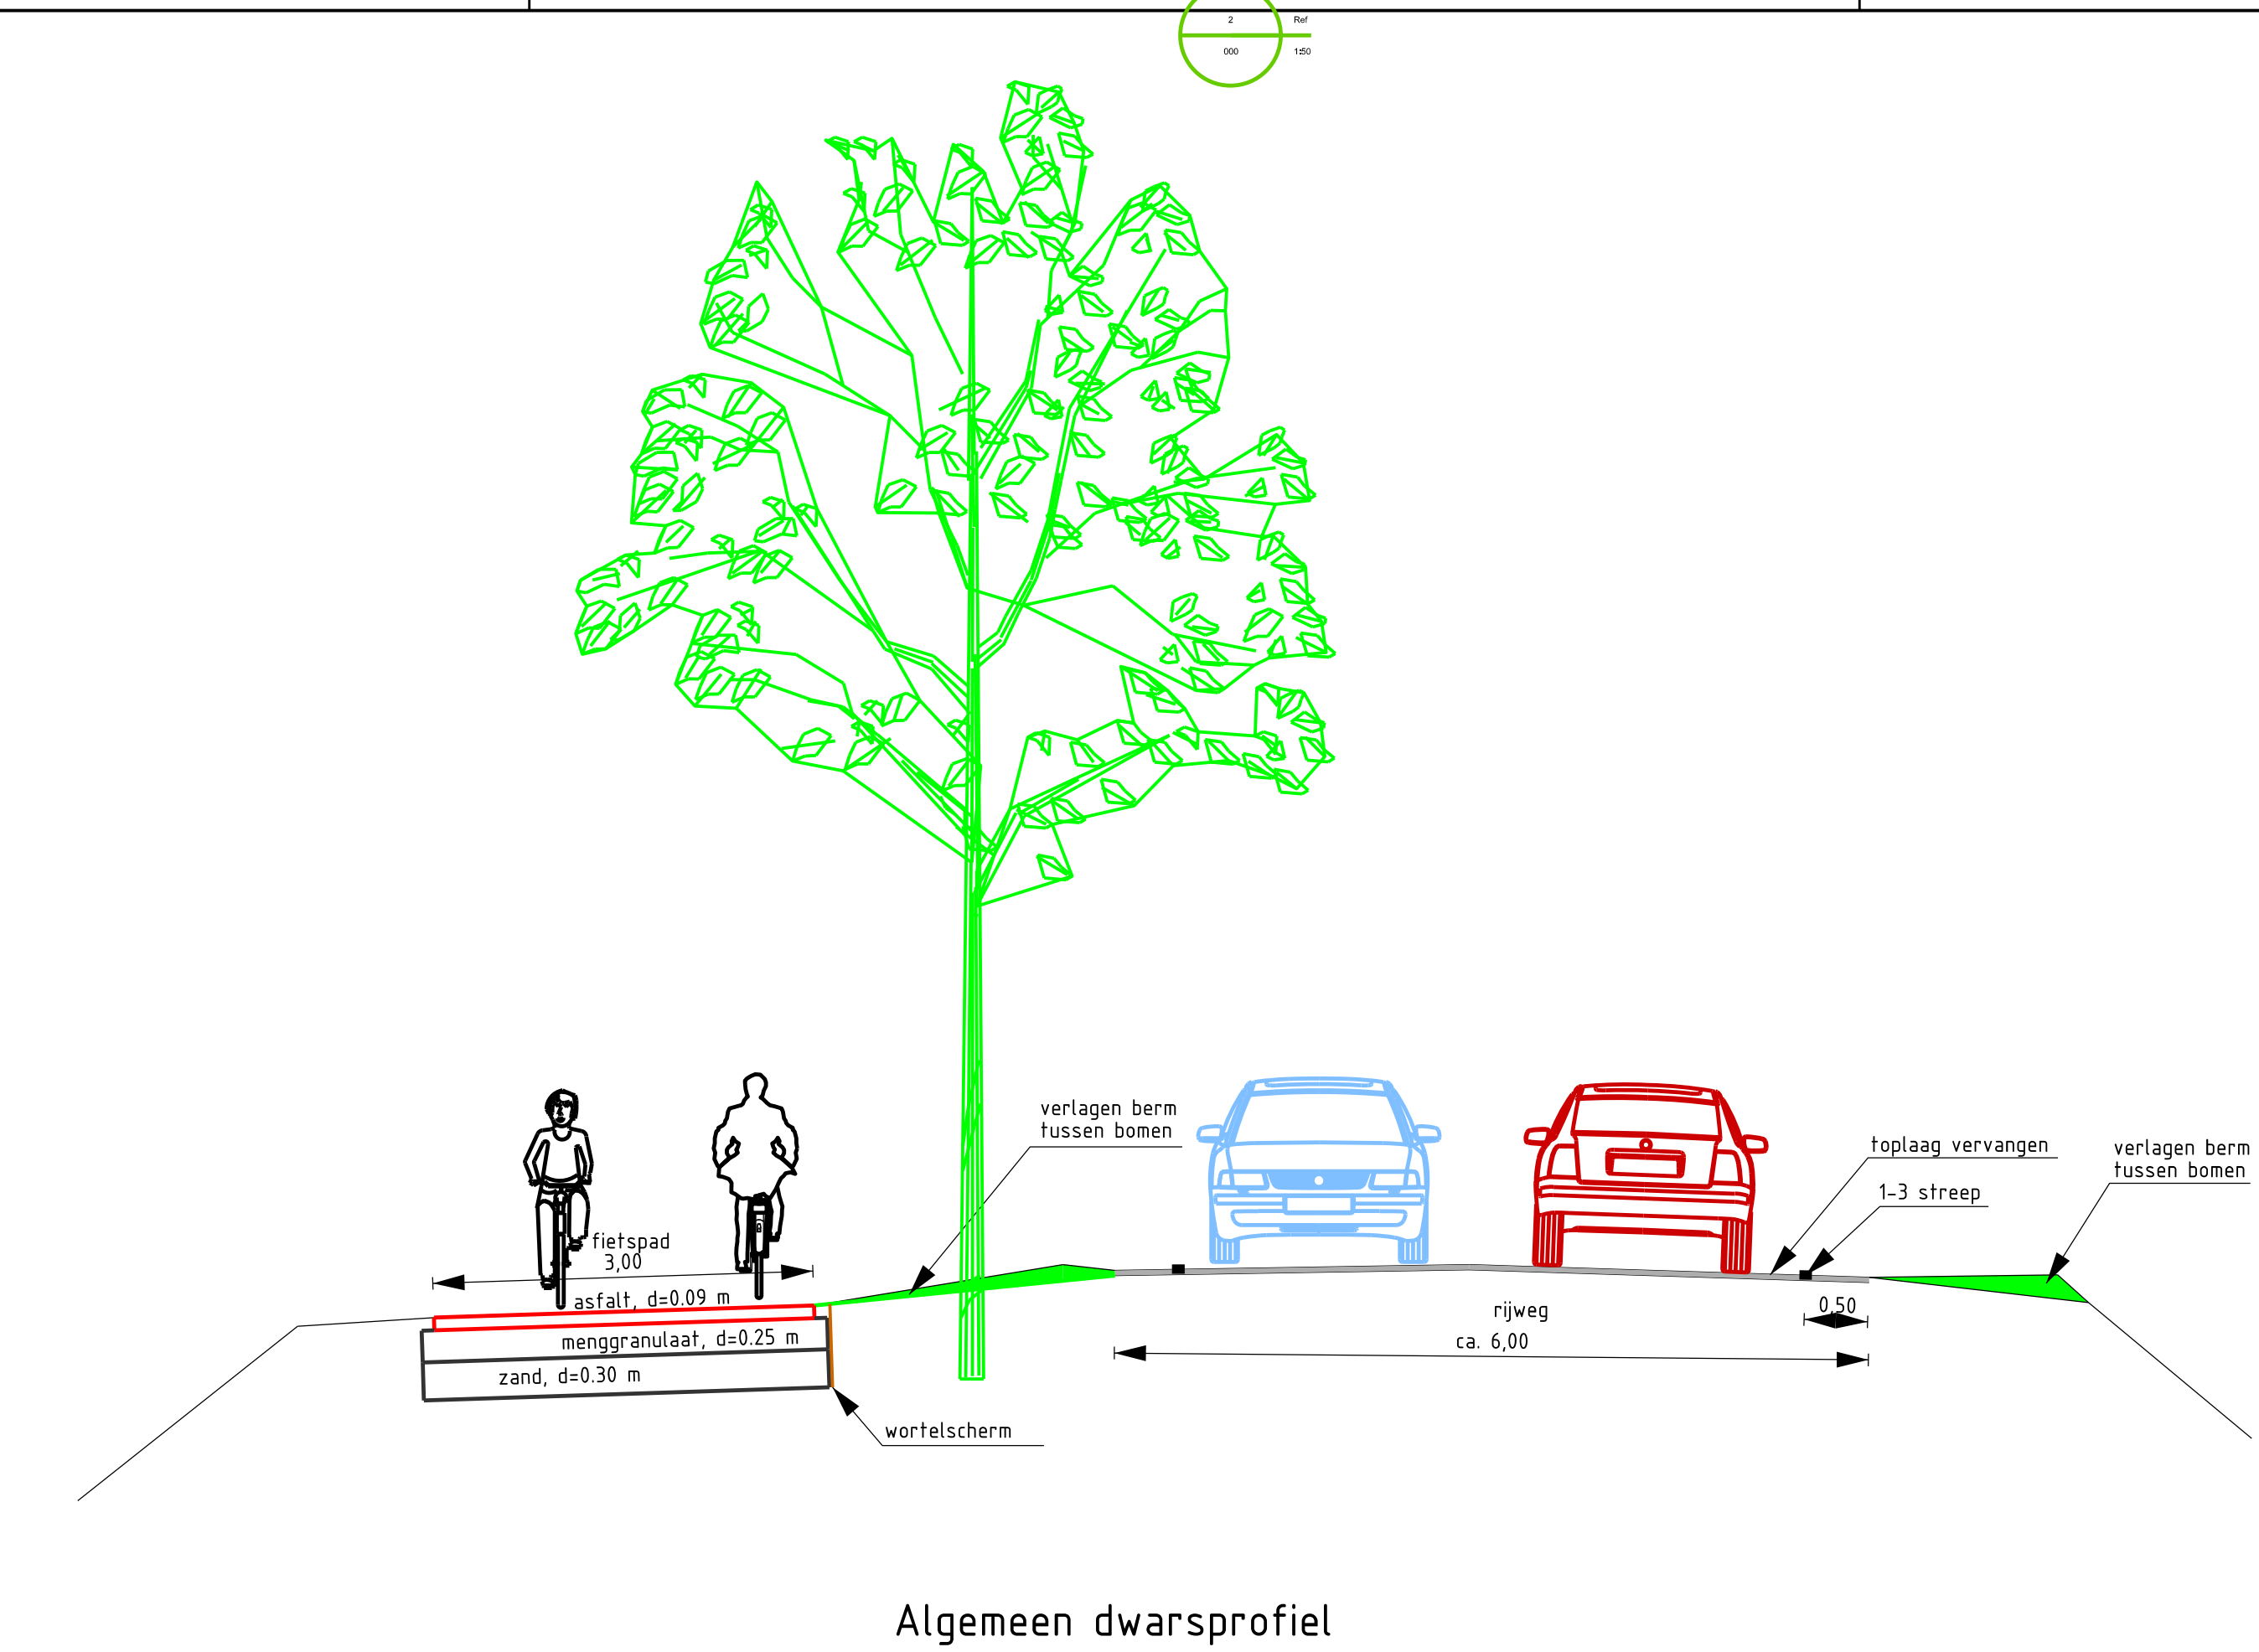 2 Ref
000 1:50
verlagen berm
tussen bomen
toplaag vervangen
verlagen berm
tussen bomen
1-3 streep
fietspad
3,00
asfalt, d=0.09 m
menggranulaat, d=0.25 m
zand, d=0.30 m
wortelscherm
rijweg
ca. 6,00
0,50
Algemeen dwarsprofiel